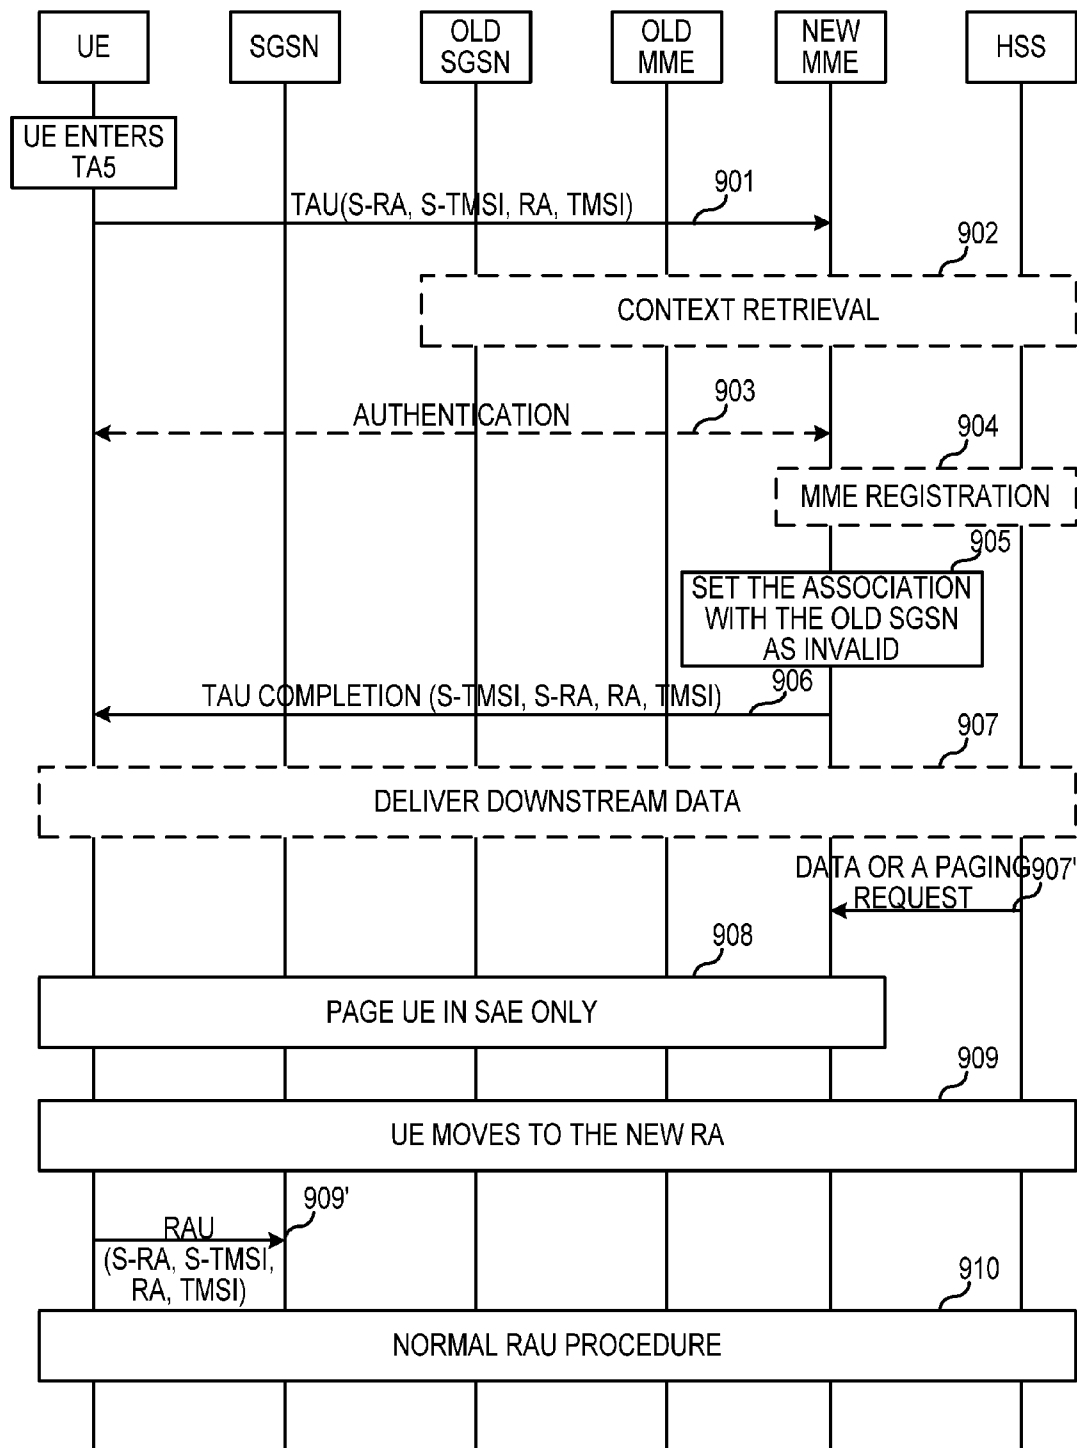 UE
SGSN
OLD
SGSN
OLD
MME
NEW
MME
HSS
UE ENTERS
TA5
901
TAU(S-RA, S-TMSI, RA, TMSI)
902
CONTEXT RETRIEVAL
903
AUTHENTICATION
904
MME REGISTRATION
905
SET THE ASSOCIATION
WITH THE OLD SGSN
AS INVALID
906
TAU COMPLETION (S-TMSI, S-RA, RA, TMSI)
907
DELIVER DOWNSTREAM DATA
DATA OR A PAGING
REQUEST
907'
908
PAGE UE IN SAE ONLY
909
UE MOVES TO THE NEW RA
909'
RAU
(S-RA, S-TMSI,
RA, TMSI)
910
NORMAL RAU PROCEDURE